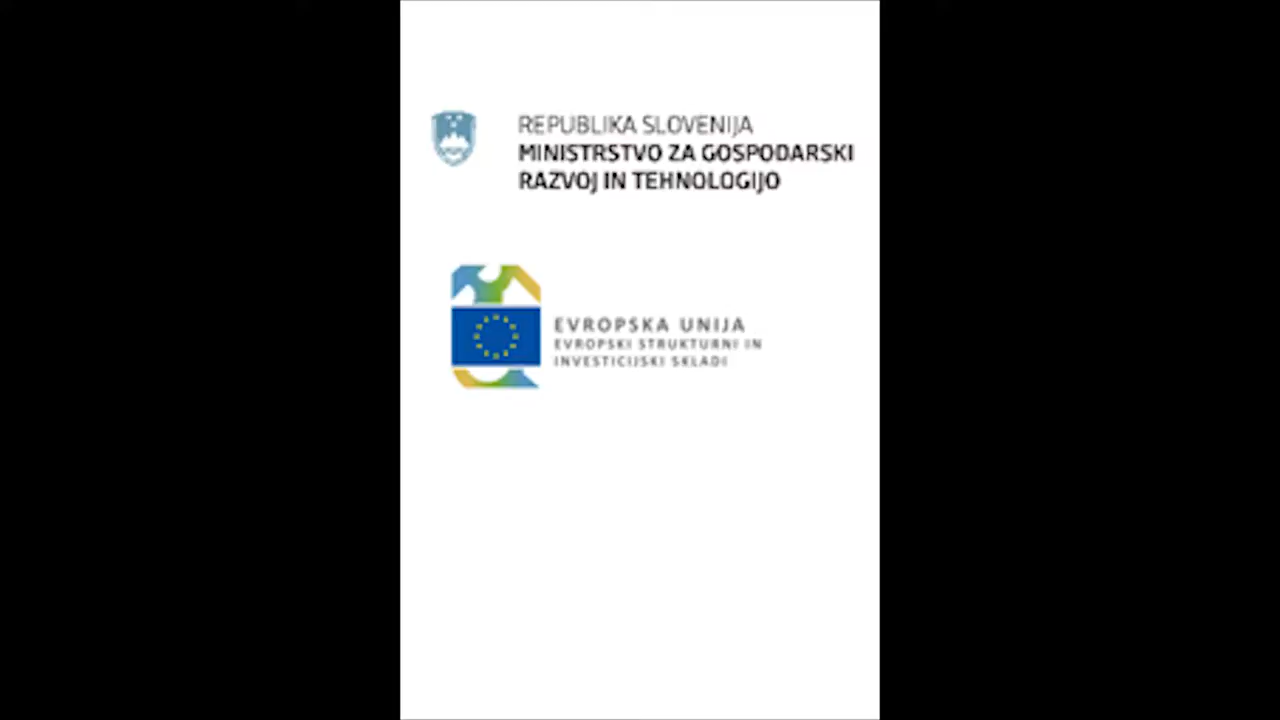 REPUBLIKA SLOVENIJA
MINISTRSTVO ZA GOSPODARSKI
RAZVOJ IN TEHNOLOGIJO
EVROPSKA UNIJA
EVROPSKI STRUKTURNI IN
INVESTICIJSKI SKLADI